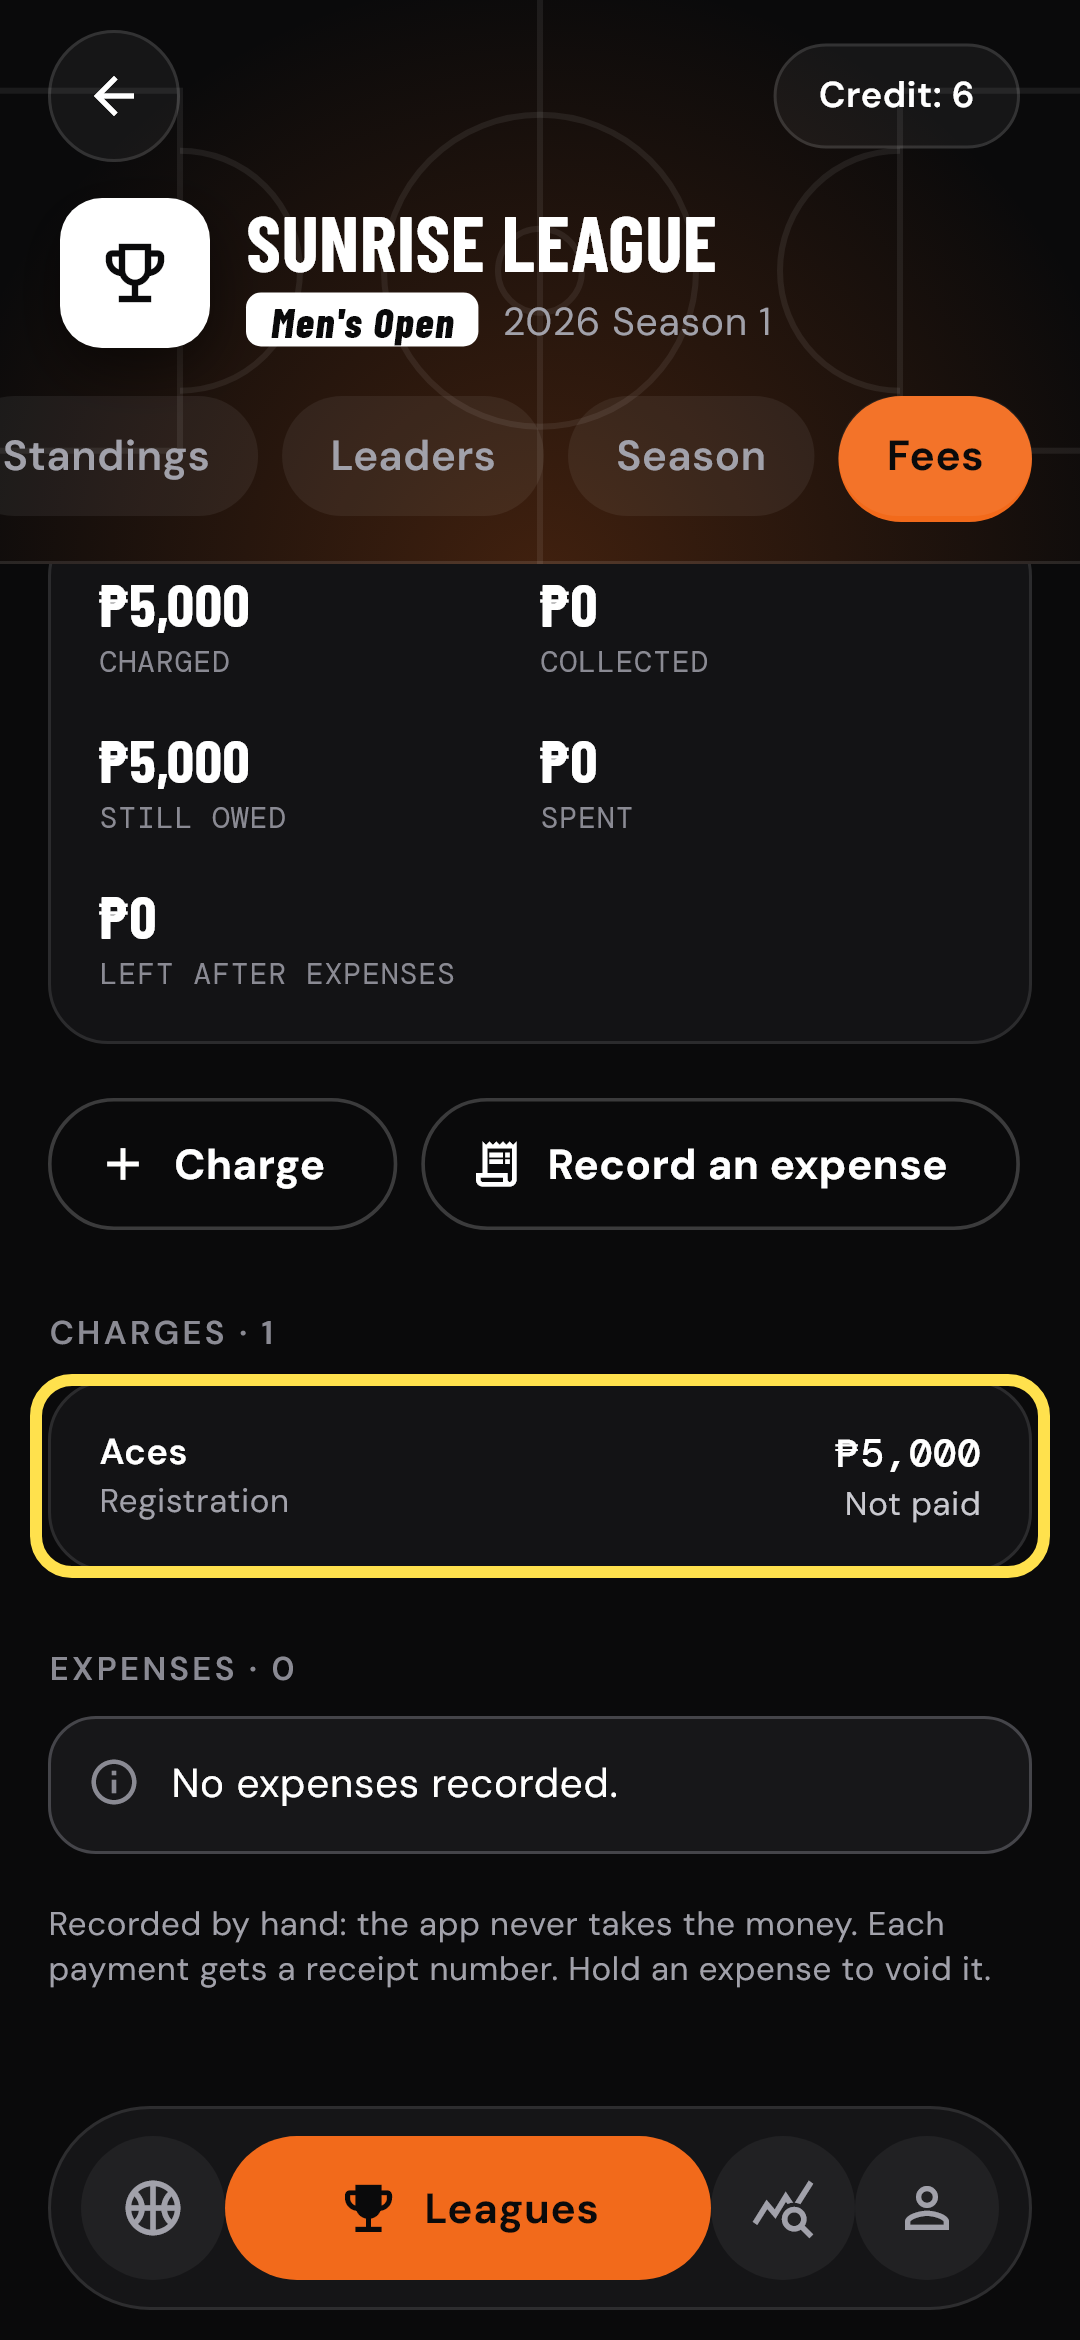 Credit: 6
SUNRISE LEAGUE
Men's Open 2026 Season 1
Standings Leaders Season Fees
₱5,000 ₱0
CHARGED COLLECTED
₱5,000 ₱0
STILL OWED SPENT
₱0
LEFT AFTER EXPENSES
Charge Record an expense
CHARGES · 1
Aces ₱5,000
Registration Not paid
EXPENSES · 0
No expenses recorded.
Recorded by hand: the app never takes the money. Each
payment gets a receipt number. Hold an expense to void it.
Leagues